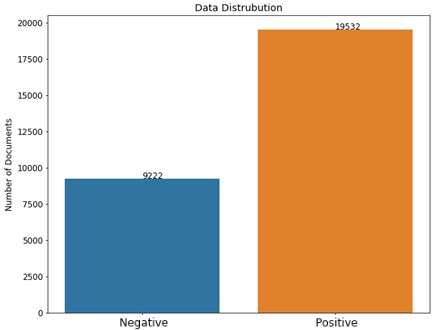 Data Distrubution
Number of Documents
20000
17500
15000
12500
10000
7500
5000
2500
0
9222
19532
Negative
Positive